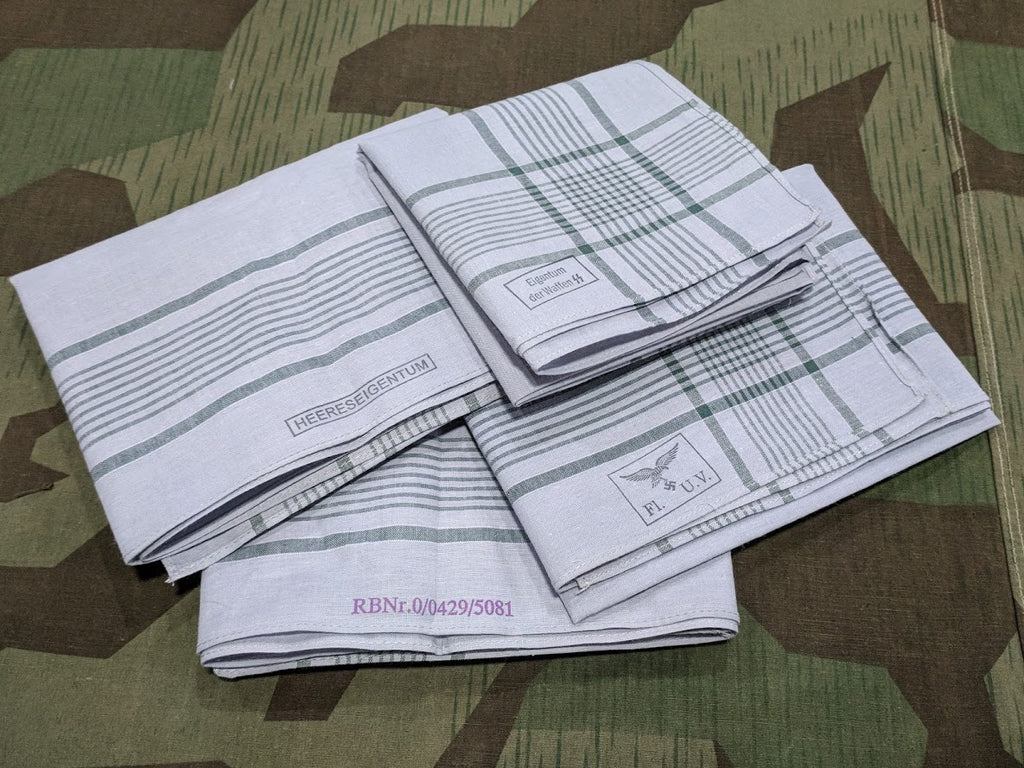 Eigentum
der Waffen ᛋᛋ
HEERESEIGENTUM
Fl. U.V.
RBNr.0/0429/5081